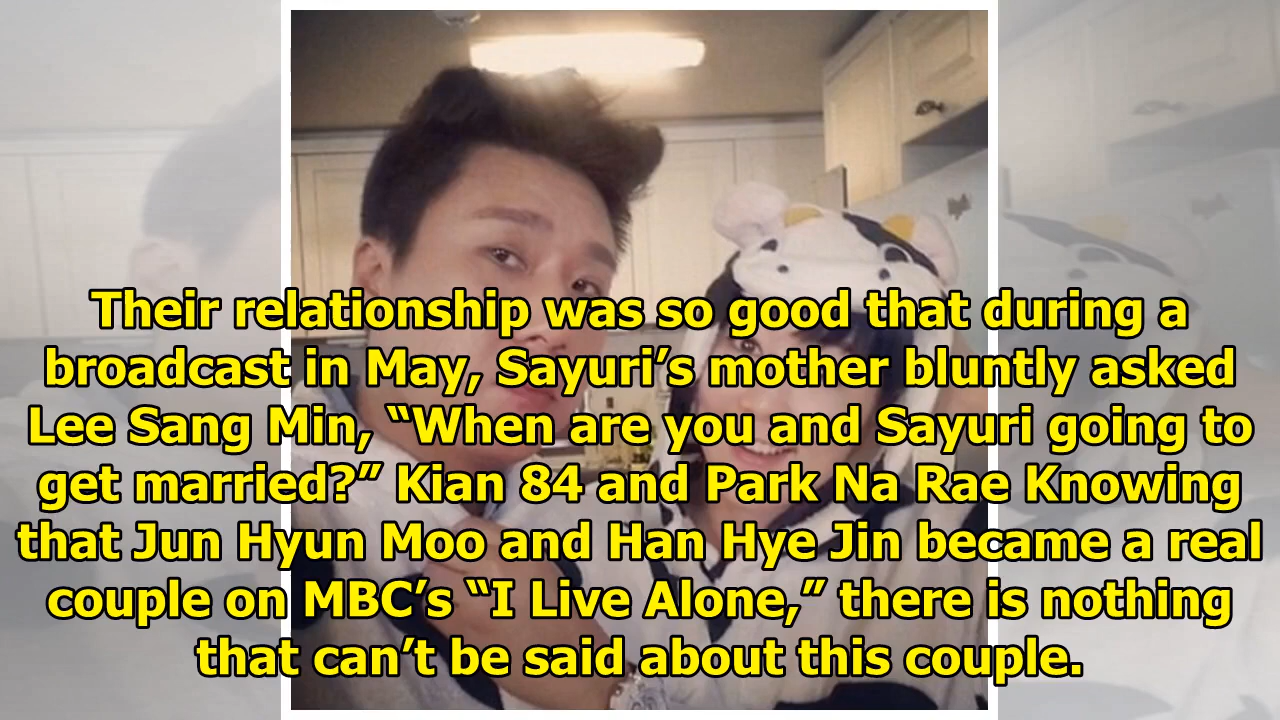 Their relationship was so good that during a
broadcast in May, Sayuri’s mother bluntly asked
Lee Sang Min, “When are you and Sayuri going to
get married?” Kian 84 and Park Na Rae Knowing
that Jun Hyun Moo and Han Hye Jin became a real
couple on MBC’s “I Live Alone,” there is nothing
that can’t be said about this couple.